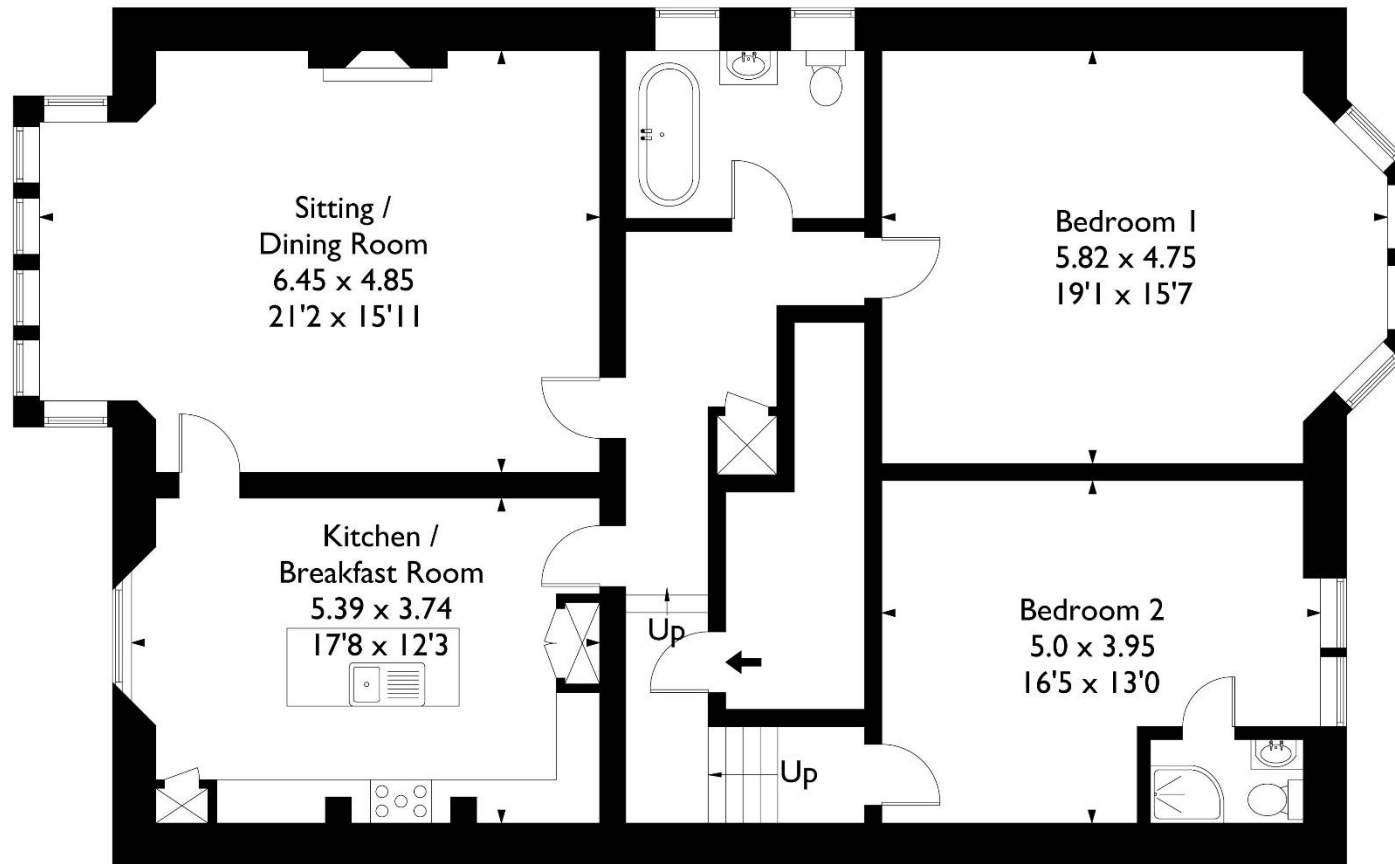 Sitting /
Dining Room
6.45 x 4.85
21'2 x 15'11
Bedroom 1
5.82 x 4.75
19'1 x 15'7
Kitchen /
Breakfast Room
5.39 x 3.74
17'8 x 12'3
Up
Bedroom 2
5.0 x 3.95
16'5 x 13'0
Up